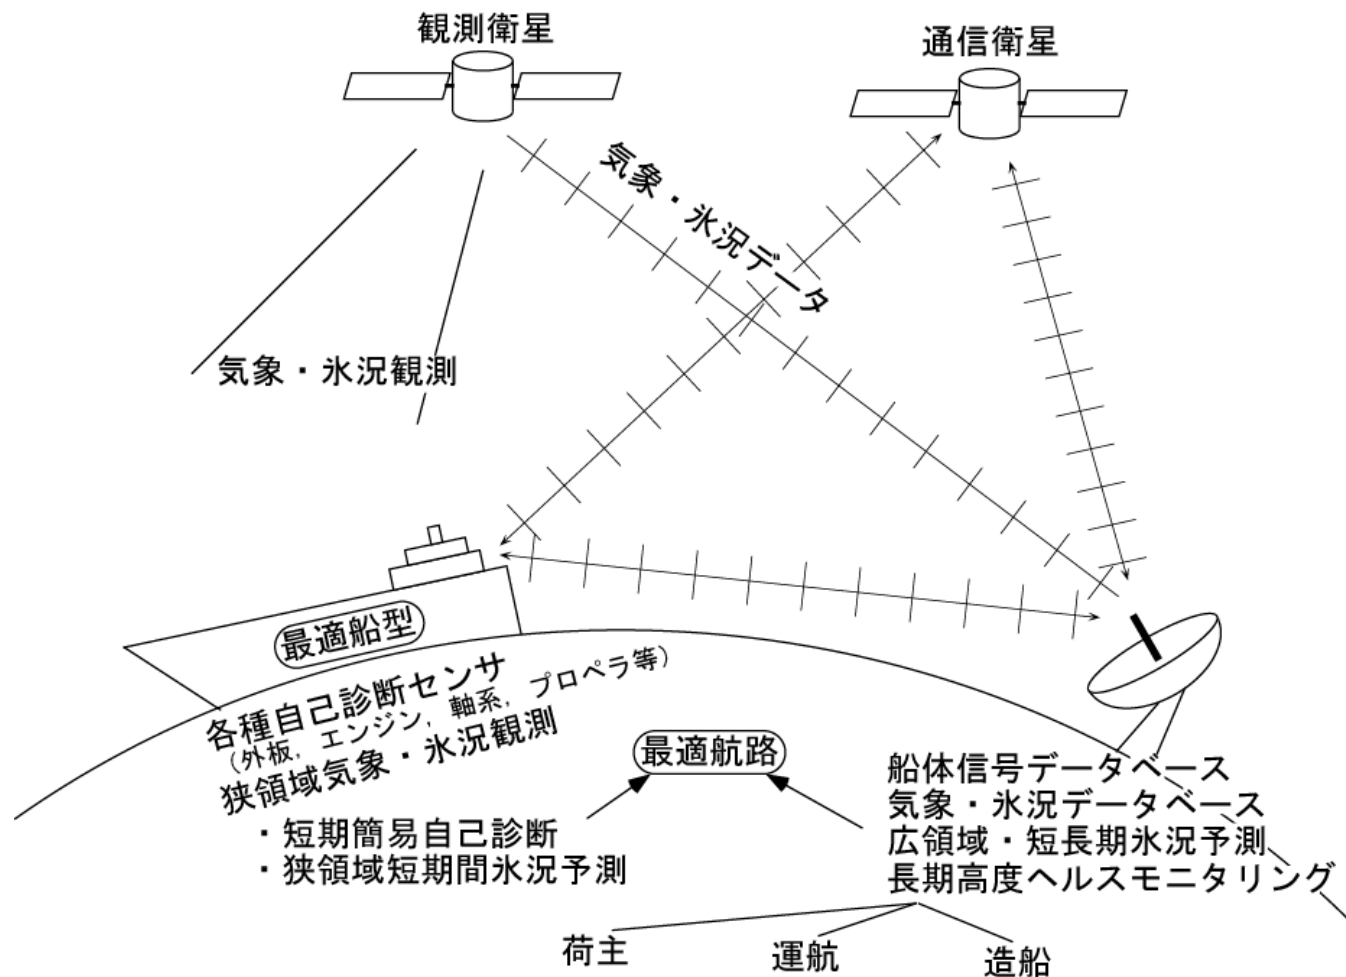 観測衛星
通信衛星
気象・氷況データ
気象・氷況観測
最適船型
各種自己診断センサ
（外板，エンジン，軸系，プロペラ等）
狭領域気象・氷況観測
・短期簡易自己診断
・狭領域短期間氷況予測
最適航路
船体信号データベース
気象・氷況データベース
広領域・短長期氷況予測
長期高度ヘルスモニタリング
荷主
運航
造船